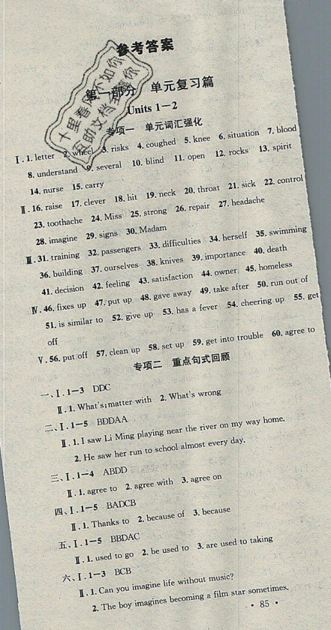 参考答案
第一部分 单元复习篇
Units 1－2
专项一 单元词汇强化
Ⅰ. 1. letter 2. wheel 3. risks 4. coughed 5. knee 6. situation 7. blood
8. understand 9. several 10. blind 11. open 12. rocks 13. spirit
14. nurse 15. carry
Ⅱ. 16. raise 17. clever 18. hit 19. neck 20. throat 21. sick 22. control
23. toothache 24. Miss 25. strong 26. repair 27. headache
28. imagine 29. signs 30. Madam
Ⅲ. 31. training 32. passengers 33. difficulties 34. herself 35. swimming
36. building 37. ourselves 38. knives 39. importance 40. death
41. decision 42. feeling 43. satisfaction 44. owner 45. homeless
Ⅳ. 46. fixes up 47. put up 48. gave away 49. take after 50. run out of
51. is similar to 52. give up 53. has a fever 54. cheering up 55. get
off
Ⅴ. 56. put off 57. clean up 58. set up 59. get into trouble 60. agree to
专项二 重点句式回顾
一、Ⅰ. 1－3 DDC
Ⅱ. 1. What's; matter with 2. What's wrong
二、Ⅰ. 1－5 BDDAA
Ⅱ. 1. I saw Li Ming playing near the river on my way home.
2. He saw her run to school almost every day.
三、Ⅰ. 1－4 ABDD
Ⅱ. 1. agree to 2. agree with 3. agree on
四、Ⅰ. 1－5 BADCB
Ⅱ. 1. Thanks to 2. because of 3. because
五、Ⅰ. 1－5 BBDAC
Ⅱ. 1. used to go 2. be used to 3. are used to taking
六、Ⅰ. 1－3 BCB
Ⅱ. 1. Can you imagine life without music?
2. The boy imagines becoming a film star sometimes.
· 85 ·
十里春风不如你